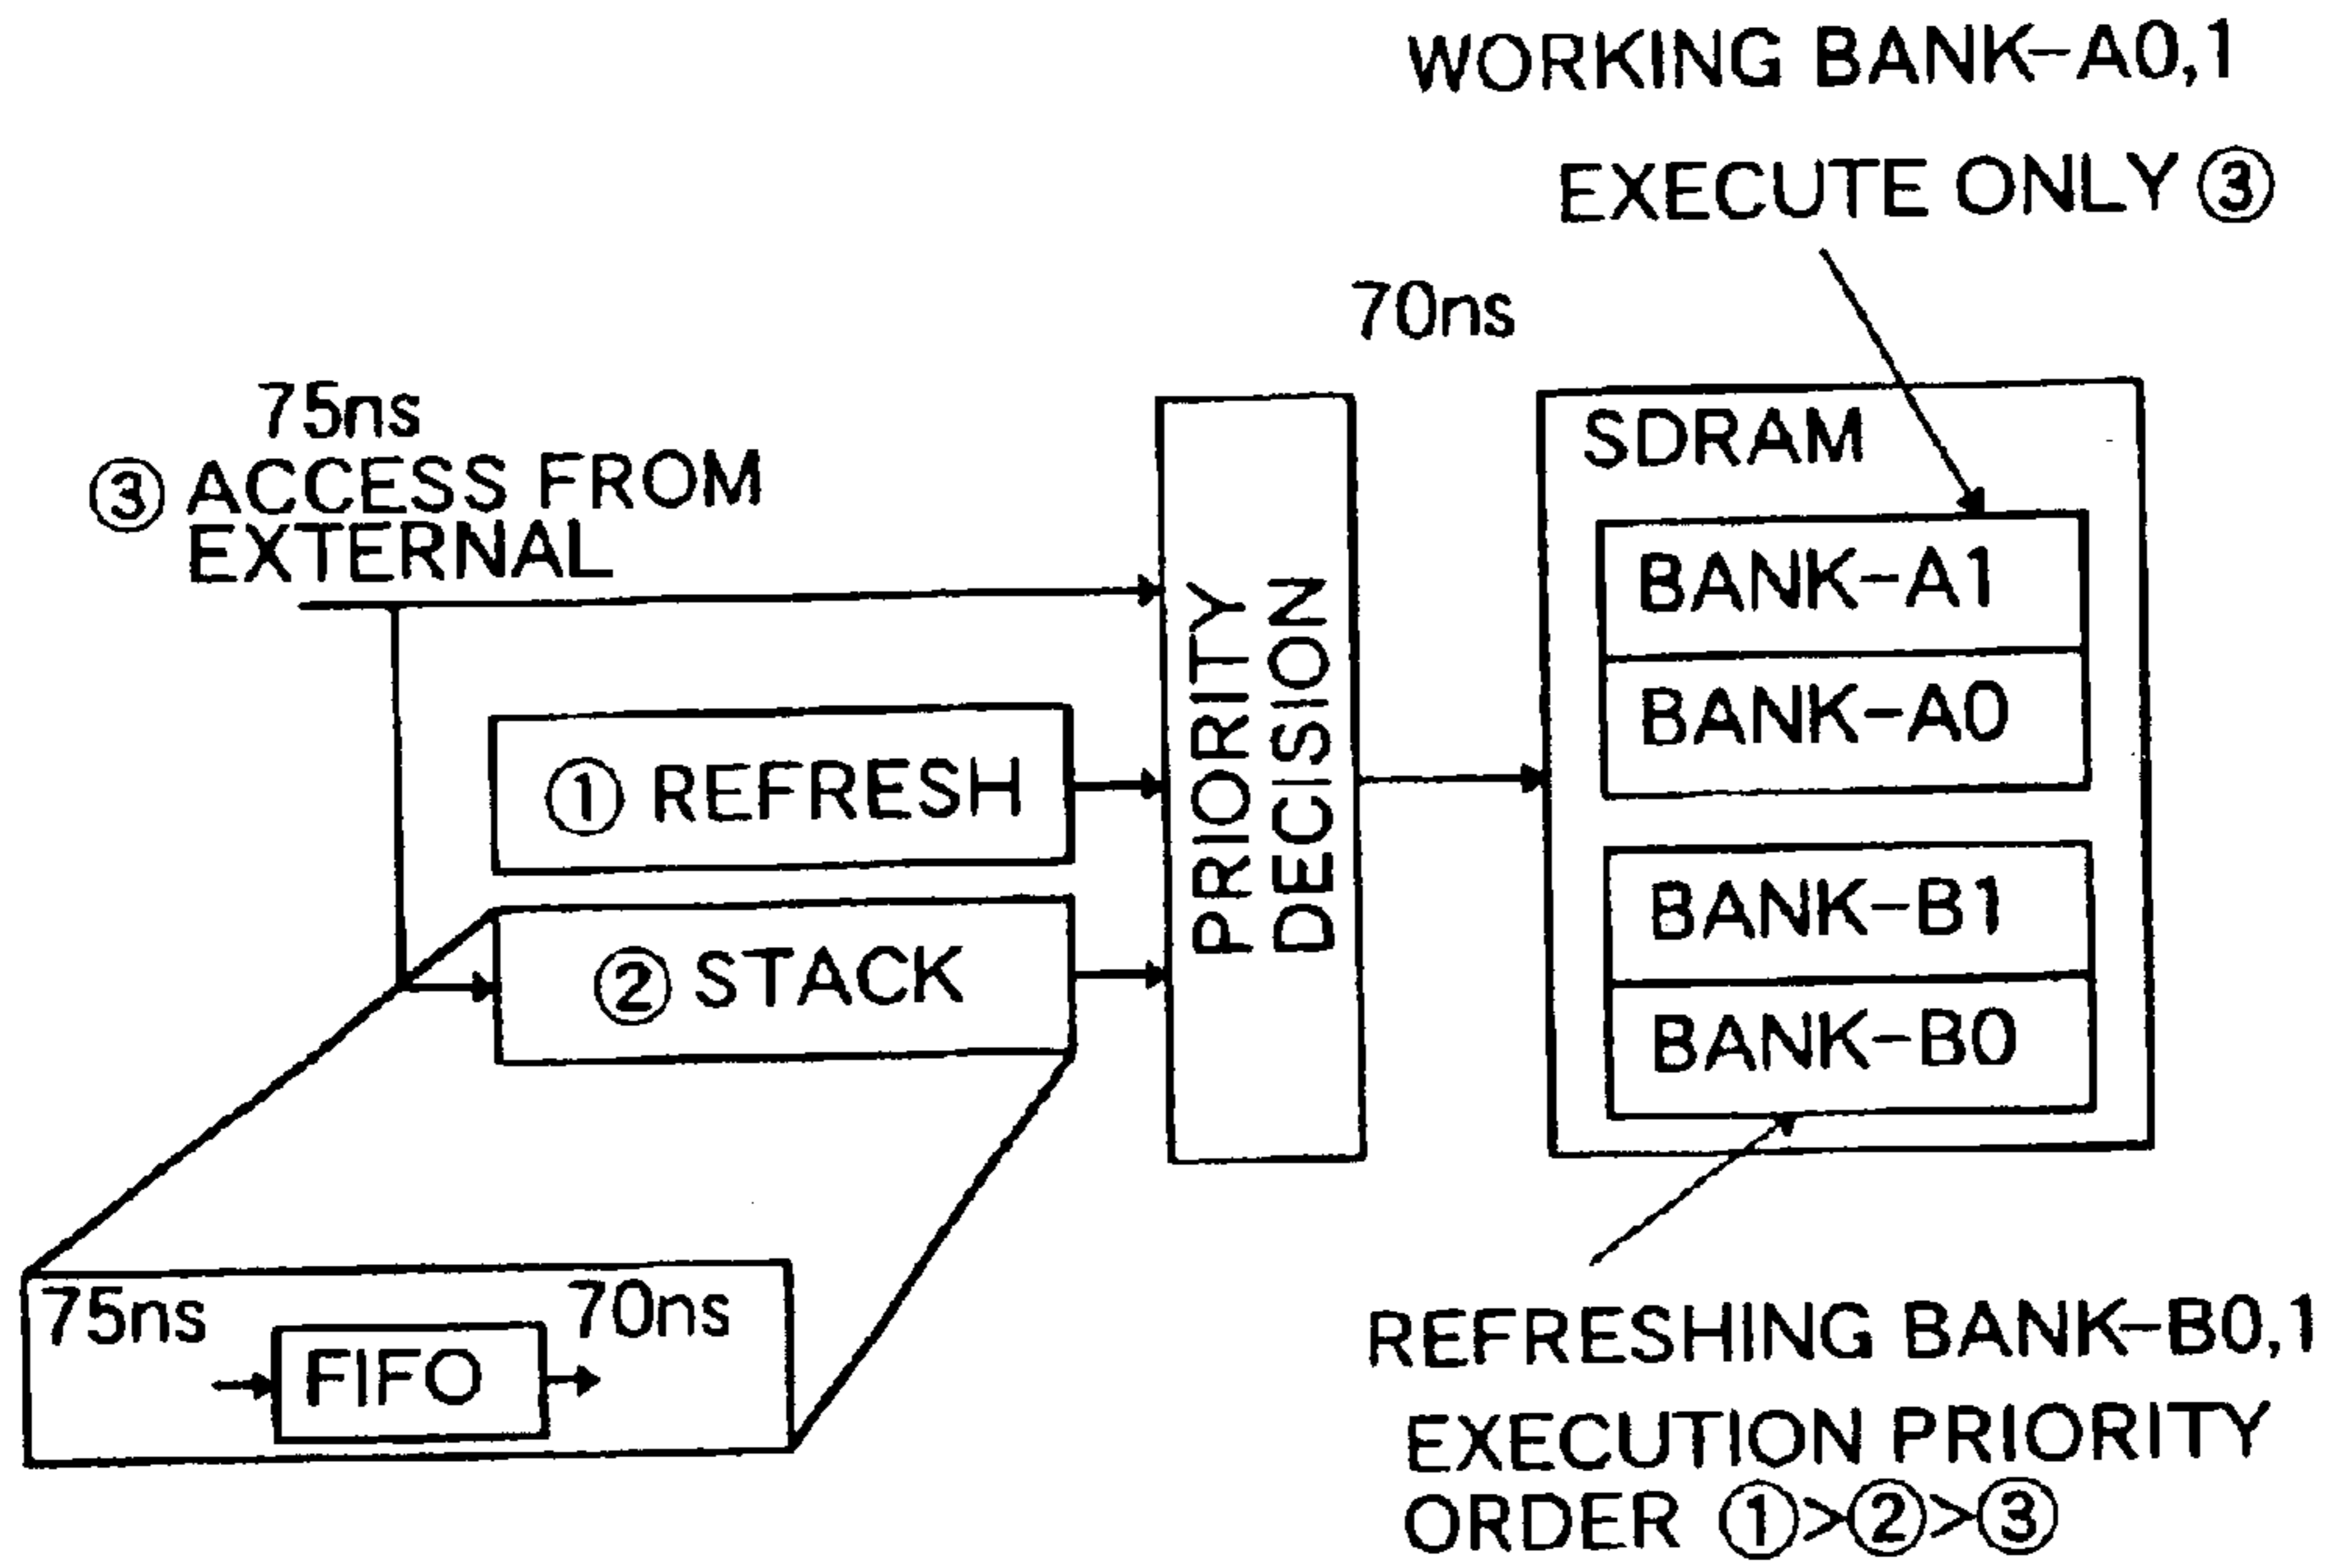 WORKING BANK-A0,1
EXECUTE ONLY ③
70ns
75ns
③ ACCESS FROM
EXTERNAL
PRIORITY
DECISION
① REFRESH
② STACK
SDRAM
BANK-A1
BANK-A0
BANK-B1
BANK-B0
75ns
70ns
FIFO
REFRESHING BANK-B0,1
EXECUTION PRIORITY
ORDER ①>②>③